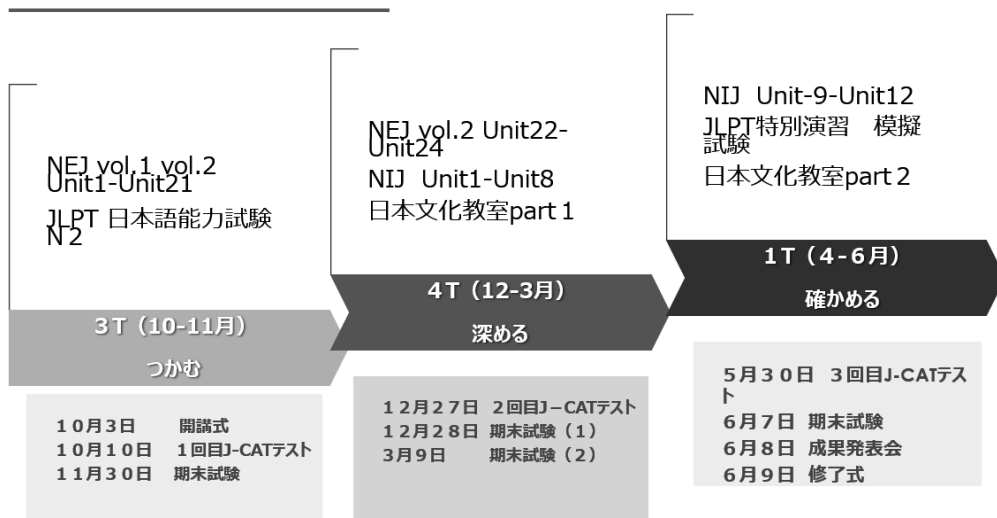 NEJ vol.1 vol.2
Unit1-Unit21
JLPT 日本語能力試験
N２
３T（10-11月）
つかむ
１０月３日　　開講式
１０月１０日　１回目J-CATテスト
１１月３０日　期末試験
NEJ vol.2 Unit22-
Unit24
NIJ Unit1-Unit8
日本文化教室part１
4T（12-3月）
深める
１２月２７日 ２回目J－CATテスト
１２月２８日 期末試験（１）
３月９日　　期末試験（２）
NIJ Unit-9-Unit12
JLPT特別演習　模擬
試験
日本文化教室part２
１T（４-６月）
確かめる
５月３０日 ３回目J-CATテス
ト
６月７日 期末試験
６月８日 成果発表会
６月９日 修了式